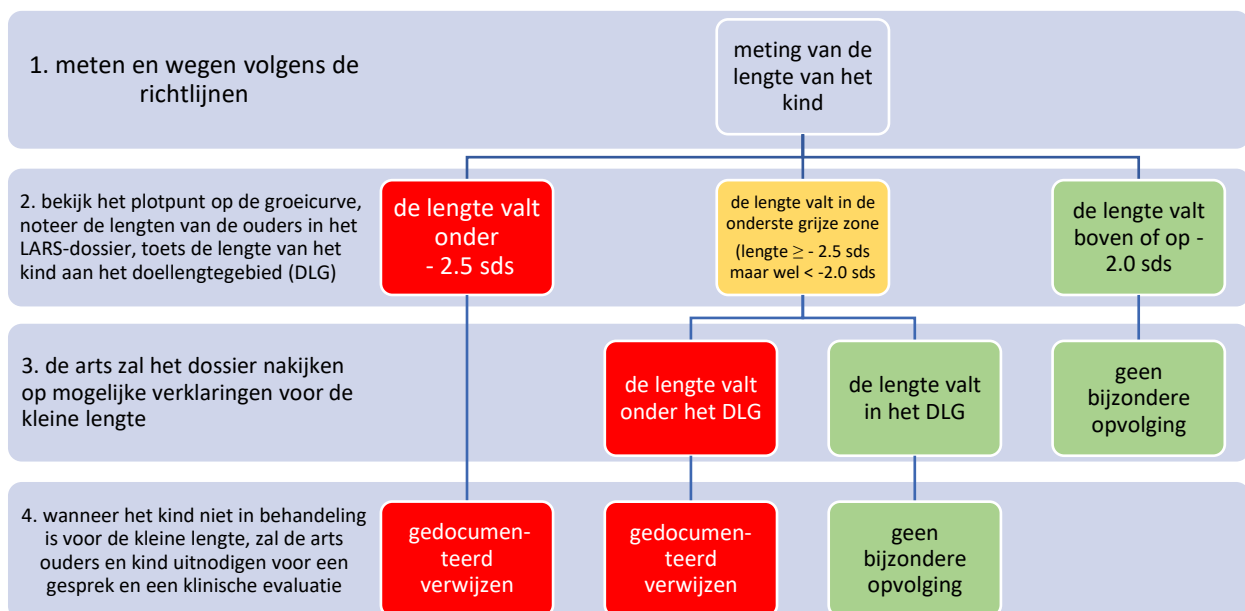 1. meten en wegen volgens de
richtlijnen
meting van de
lengte van het
kind
2. bekijk het plotpunt op de groeicurve,
noteer de lengten van de ouders in het
LARS-dossier, toets de lengte van het
kind aan het doellengtegebied (DLG)
de lengte valt
onder
- 2.5 sds
de lengte valt in de
onderste grijze zone
(lengte ≥ - 2.5 sds
maar wel < -2.0 sds
de lengte valt
boven of op -
2.0 sds
3. de arts zal het dossier nakijken
op mogelijke verklaringen voor de
kleine lengte
de lengte valt
onder het DLG
de lengte valt
in het DLG
geen
bijzondere
opvolging
4. wanneer het kind niet in behandeling
is voor de kleine lengte, zal de arts
ouders en kind uitnodigen voor een
gesprek en een klinische evaluatie
gedocumen-
teerd
verwijzen
gedocumen-
teerd
verwijzen
geen
bijzondere
opvolging